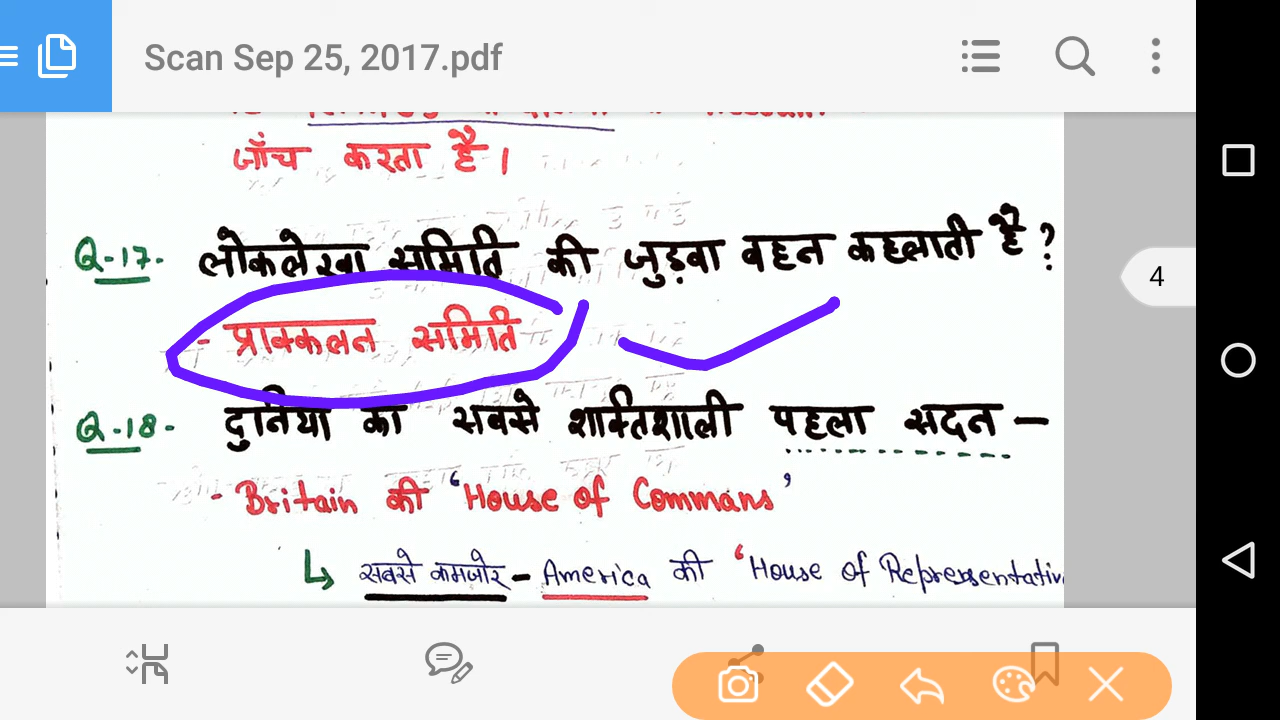 Scan Sep 25, 2017.pdf
जाँच करता है।
Q-17- लोकलेखा समिति की जुड़वा बहन कहलाती है ?
4
- प्राक्कलन समिति
Q-18- दुनिया का सबसे शक्तिशाली पहला सदन —
- Britain की 'House of Commans'
↳ सबसे कमजोर - America की 'House of Representativ